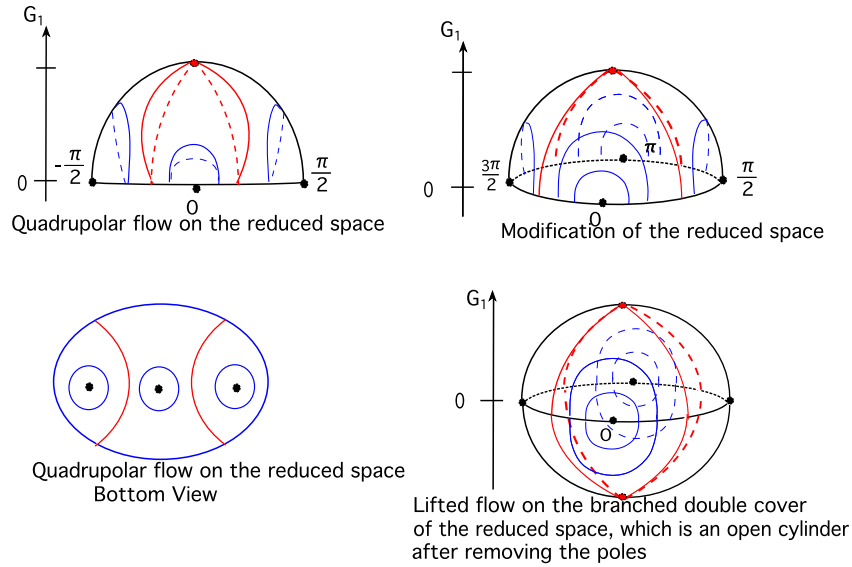 G₁
-π/2
π/2
0
0
Quadrupolar flow on the reduced space
G₁
π
3π/2
π/2
0
0
Modification of the reduced space
Quadrupolar flow on the reduced space
Bottom View
G₁
0
0
Lifted flow on the branched double cover
of the reduced space, which is an open cylinder
after removing the poles